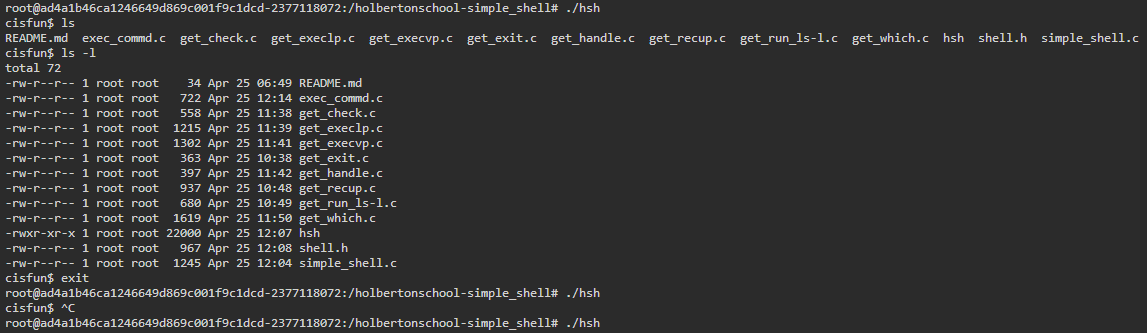 root@ad4a1b46ca1246649d869c001f9c1dcd-2377118072:/holbertonschool-simple_shell# ./hsh
cisfun$ ls
README.md  exec_commd.c  get_check.c  get_execlp.c  get_execvp.c  get_exit.c  get_handle.c  get_recup.c  get_run_ls-l.c  get_which.c  hsh  shell.h  simple_shell.c
cisfun$ ls -l
total 72
-rw-r--r-- 1 root root    34 Apr 25 06:49 README.md
-rw-r--r-- 1 root root   722 Apr 25 12:14 exec_commd.c
-rw-r--r-- 1 root root   558 Apr 25 11:38 get_check.c
-rw-r--r-- 1 root root  1215 Apr 25 11:39 get_execlp.c
-rw-r--r-- 1 root root  1302 Apr 25 11:41 get_execvp.c
-rw-r--r-- 1 root root   363 Apr 25 10:38 get_exit.c
-rw-r--r-- 1 root root   397 Apr 25 11:42 get_handle.c
-rw-r--r-- 1 root root   937 Apr 25 10:48 get_recup.c
-rw-r--r-- 1 root root   680 Apr 25 10:49 get_run_ls-l.c
-rw-r--r-- 1 root root  1619 Apr 25 11:50 get_which.c
-rwxr-xr-x 1 root root 22000 Apr 25 12:07 hsh
-rw-r--r-- 1 root root   967 Apr 25 12:08 shell.h
-rw-r--r-- 1 root root  1245 Apr 25 12:04 simple_shell.c
cisfun$ exit
root@ad4a1b46ca1246649d869c001f9c1dcd-2377118072:/holbertonschool-simple_shell# ./hsh
cisfun$ ^C
root@ad4a1b46ca1246649d869c001f9c1dcd-2377118072:/holbertonschool-simple_shell# ./hsh